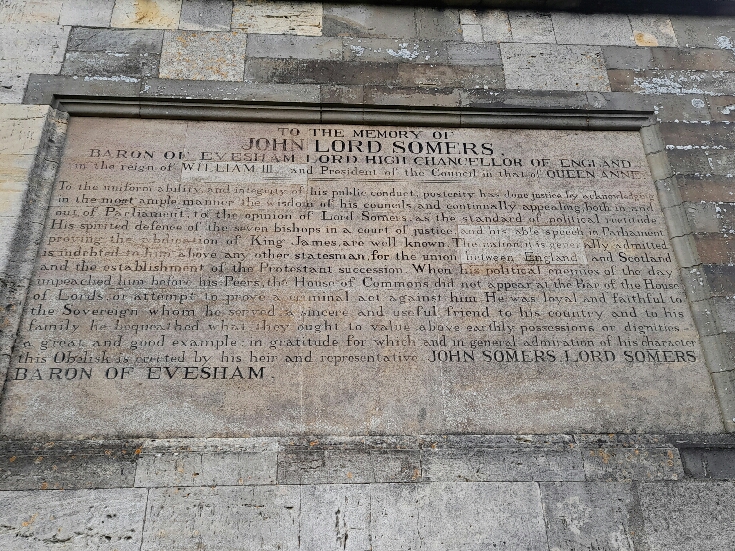 TO THE MEMORY OF
JOHN LORD SOMERS,
BARON OF EVESHAM LORD HIGH CHANCELLOR OF ENGLAND
in the reign of WILLIAM III and President of the Council in that of QUEEN ANNE
To the uniform ability and integrity of his public conduct, posterity has done justice by acknowledging
in the most ample manner the wisdom of his councils and continually appealing, both in and
out of Parliament, to the opinion of Lord Somers, as the standard of political rectitude
His spirited defence of the seven bishops in a court of justice, and his able speech in Parliament
proving the abdication of King James, are well known. The nation it is generally admitted
is indebted to him above any other statesman, for the union between England and Scotland
and the establishment of the Protestant succession. When his political enemies of the day
impeached him before his Peers, the House of Commons did not appear at the Bar of the House
of Lords, or attempt to prove a criminal act against him. He was loyal and faithful to
the Sovereign whom he served, a sincere and useful friend to his country and to his
family he bequeathed what they ought to value above earthly possessions or dignities
a great and good example: in gratitude for which and in general admiration of his character
this Obelisk is erected by his heir and representative JOHN SOMERS LORD SOMERS
BARON OF EVESHAM.